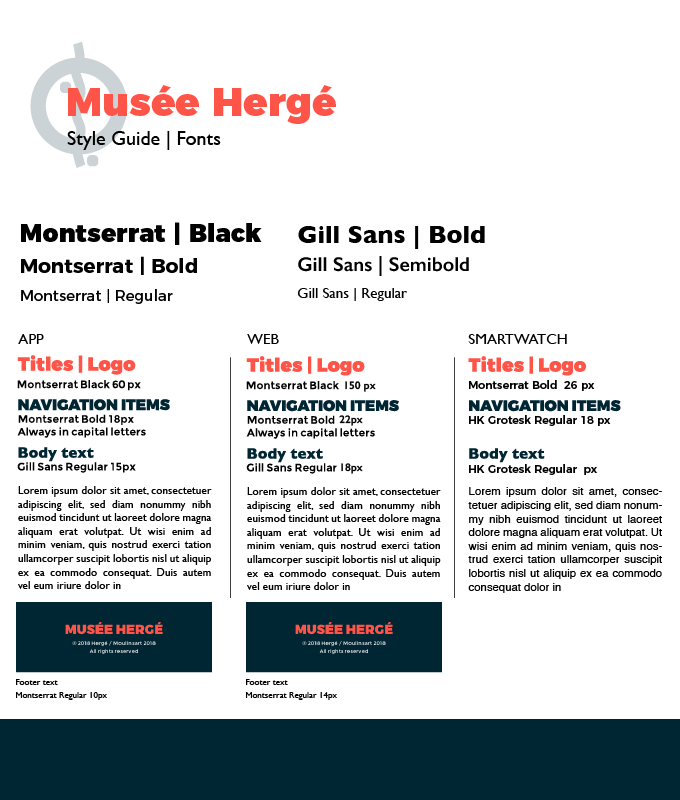 Musée Hergé
Style Guide | Fonts
Montserrat | Black
Montserrat | Bold
Montserrat | Regular
Gill Sans | Bold
Gill Sans | Semibold
Gill Sans | Regular
APP
Titles | Logo
Montserrat Black 60 px
NAVIGATION ITEMS
Montserrat Bold 18px
Always in capital letters
Body text
Gill Sans Regular 15px
Lorem ipsum dolor sit amet, consectetuer
adipiscing elit, sed diam nonummy nibh
euismod tincidunt ut laoreet dolore magna
aliquam erat volutpat. Ut wisi enim ad
minim veniam, quis nostrud exerci tation
ullamcorper suscipit lobortis nisl ut aliquip
ex ea commodo consequat. Duis autem
vel eum iriure dolor in
MUSÉE HERGÉ
© 2018 Hergé / Moulinsart 2018
All rights reserved
Footer text
Montserrat Regular 10px
WEB
Titles | Logo
Montserrat Black 150 px
NAVIGATION ITEMS
Montserrat Bold 22px
Always in capital letters
Body text
Gill Sans Regular 18px
Lorem ipsum dolor sit amet, consectetuer
adipiscing elit, sed diam nonummy nibh
euismod tincidunt ut laoreet dolore magna
aliquam erat volutpat. Ut wisi enim ad
minim veniam, quis nostrud exerci tation
ullamcorper suscipit lobortis nisl ut aliquip
ex ea commodo consequat. Duis autem
vel eum iriure dolor in
MUSÉE HERGÉ
© 2018 Hergé / Moulinsart 2018
All rights reserved
Footer text
Montserrat Regular 14px
SMARTWATCH
Titles | Logo
Montserrat Bold 26 px
NAVIGATION ITEMS
HK Grotesk Regular 18 px
Body text
HK Grotesk Regular px
Lorem ipsum dolor sit amet, consec-
tetuer adipiscing elit, sed diam nonum-
my nibh euismod tincidunt ut laoreet
dolore magna aliquam erat volutpat. Ut
wisi enim ad minim veniam, quis nos-
trud exerci tation ullamcorper suscipit
lobortis nisl ut aliquip ex ea commodo
consequat dolor in